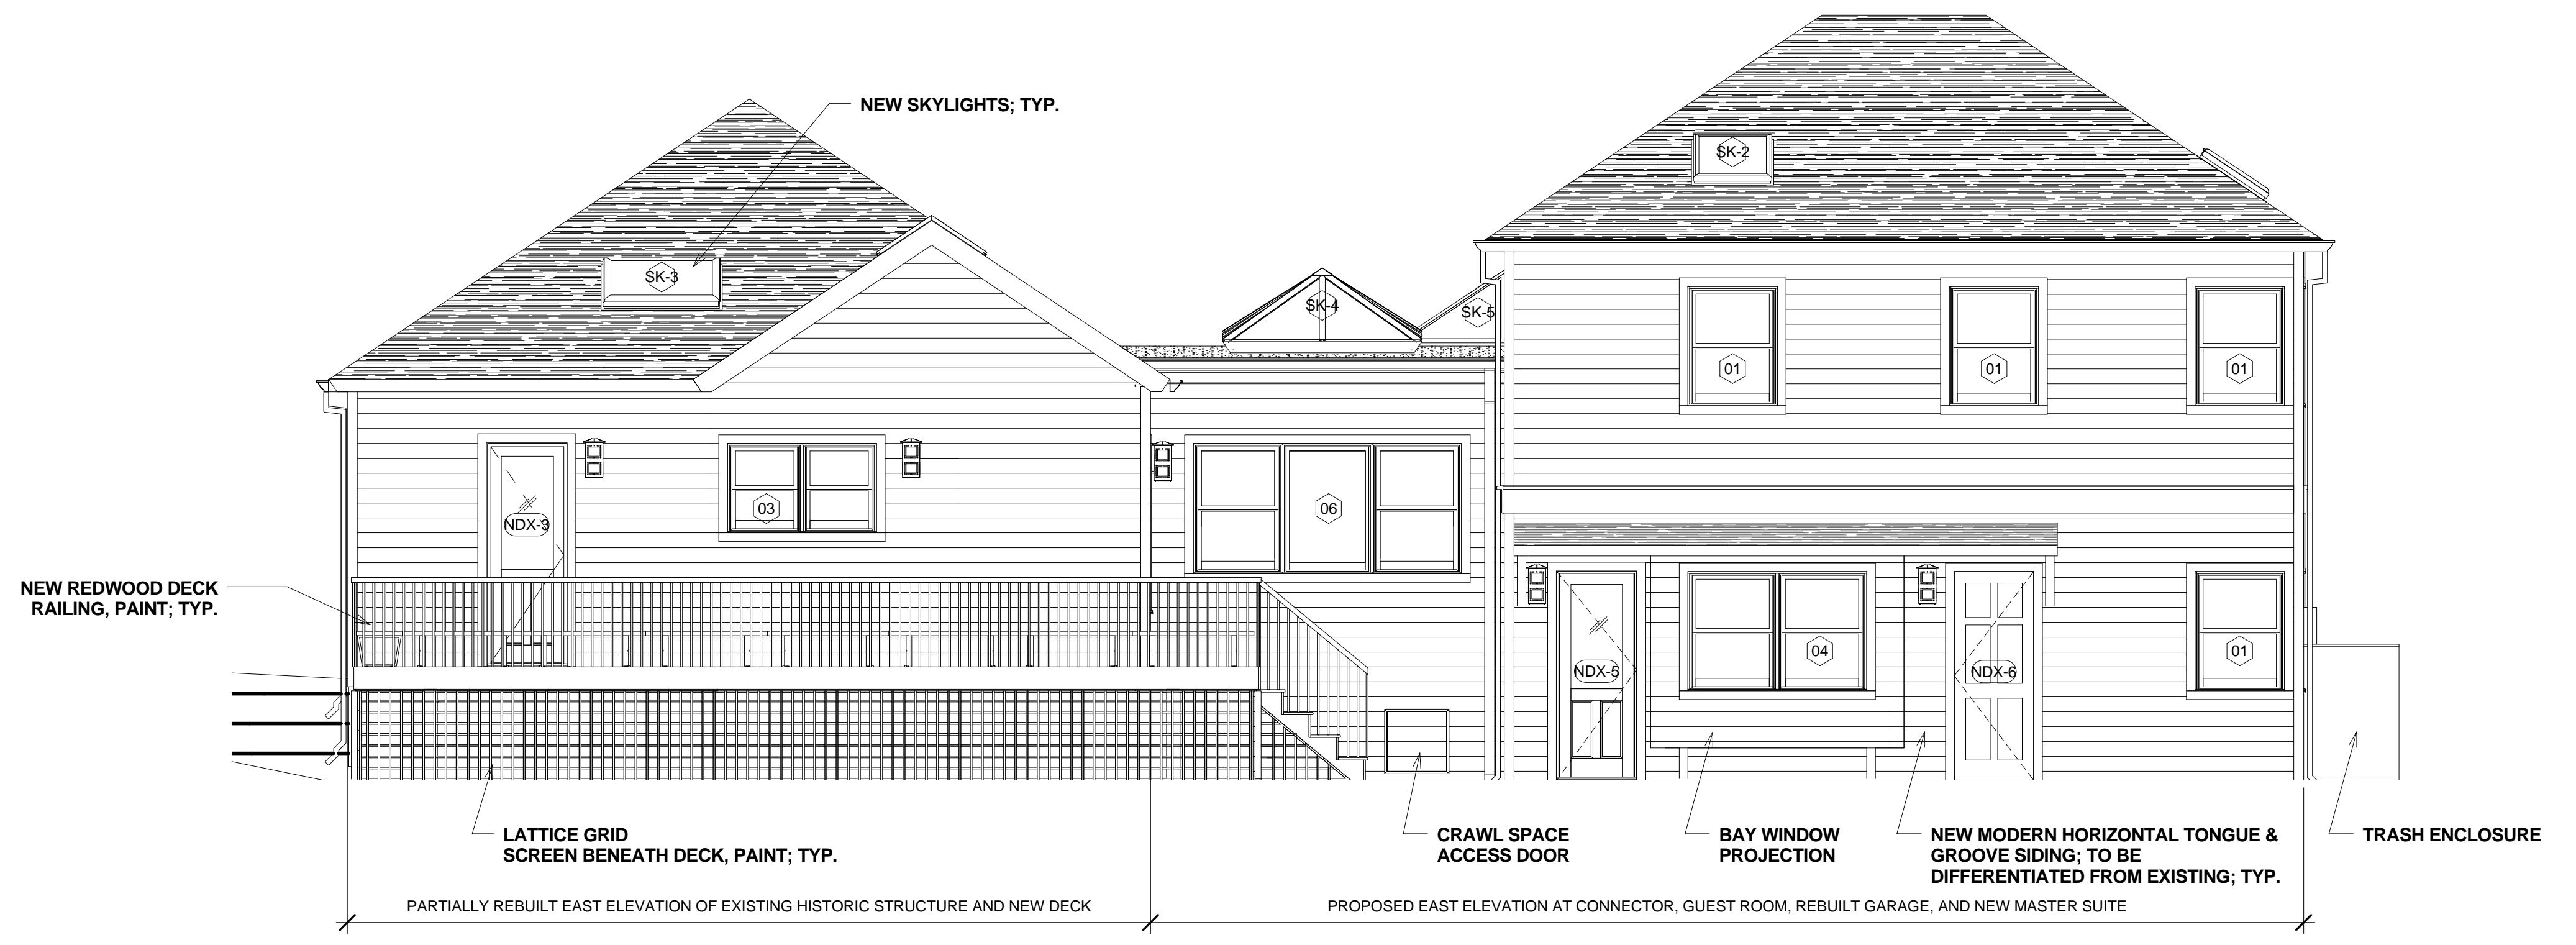 NEW SKYLIGHTS; TYP.
SK-2
SK-3
SK-4
SK-5
01
01
01
03
06
NDX-3
NEW REDWOOD DECK
RAILING, PAINT; TYP.
NDX-5
04
NDX-6
01
LATTICE GRID
SCREEN BENEATH DECK, PAINT; TYP.
CRAWL SPACE
ACCESS DOOR
BAY WINDOW
PROJECTION
NEW MODERN HORIZONTAL TONGUE &
GROOVE SIDING; TO BE
DIFFERENTIATED FROM EXISTING; TYP.
TRASH ENCLOSURE
PARTIALLY REBUILT EAST ELEVATION OF EXISTING HISTORIC STRUCTURE AND NEW DECK
PROPOSED EAST ELEVATION AT CONNECTOR, GUEST ROOM, REBUILT GARAGE, AND NEW MASTER SUITE